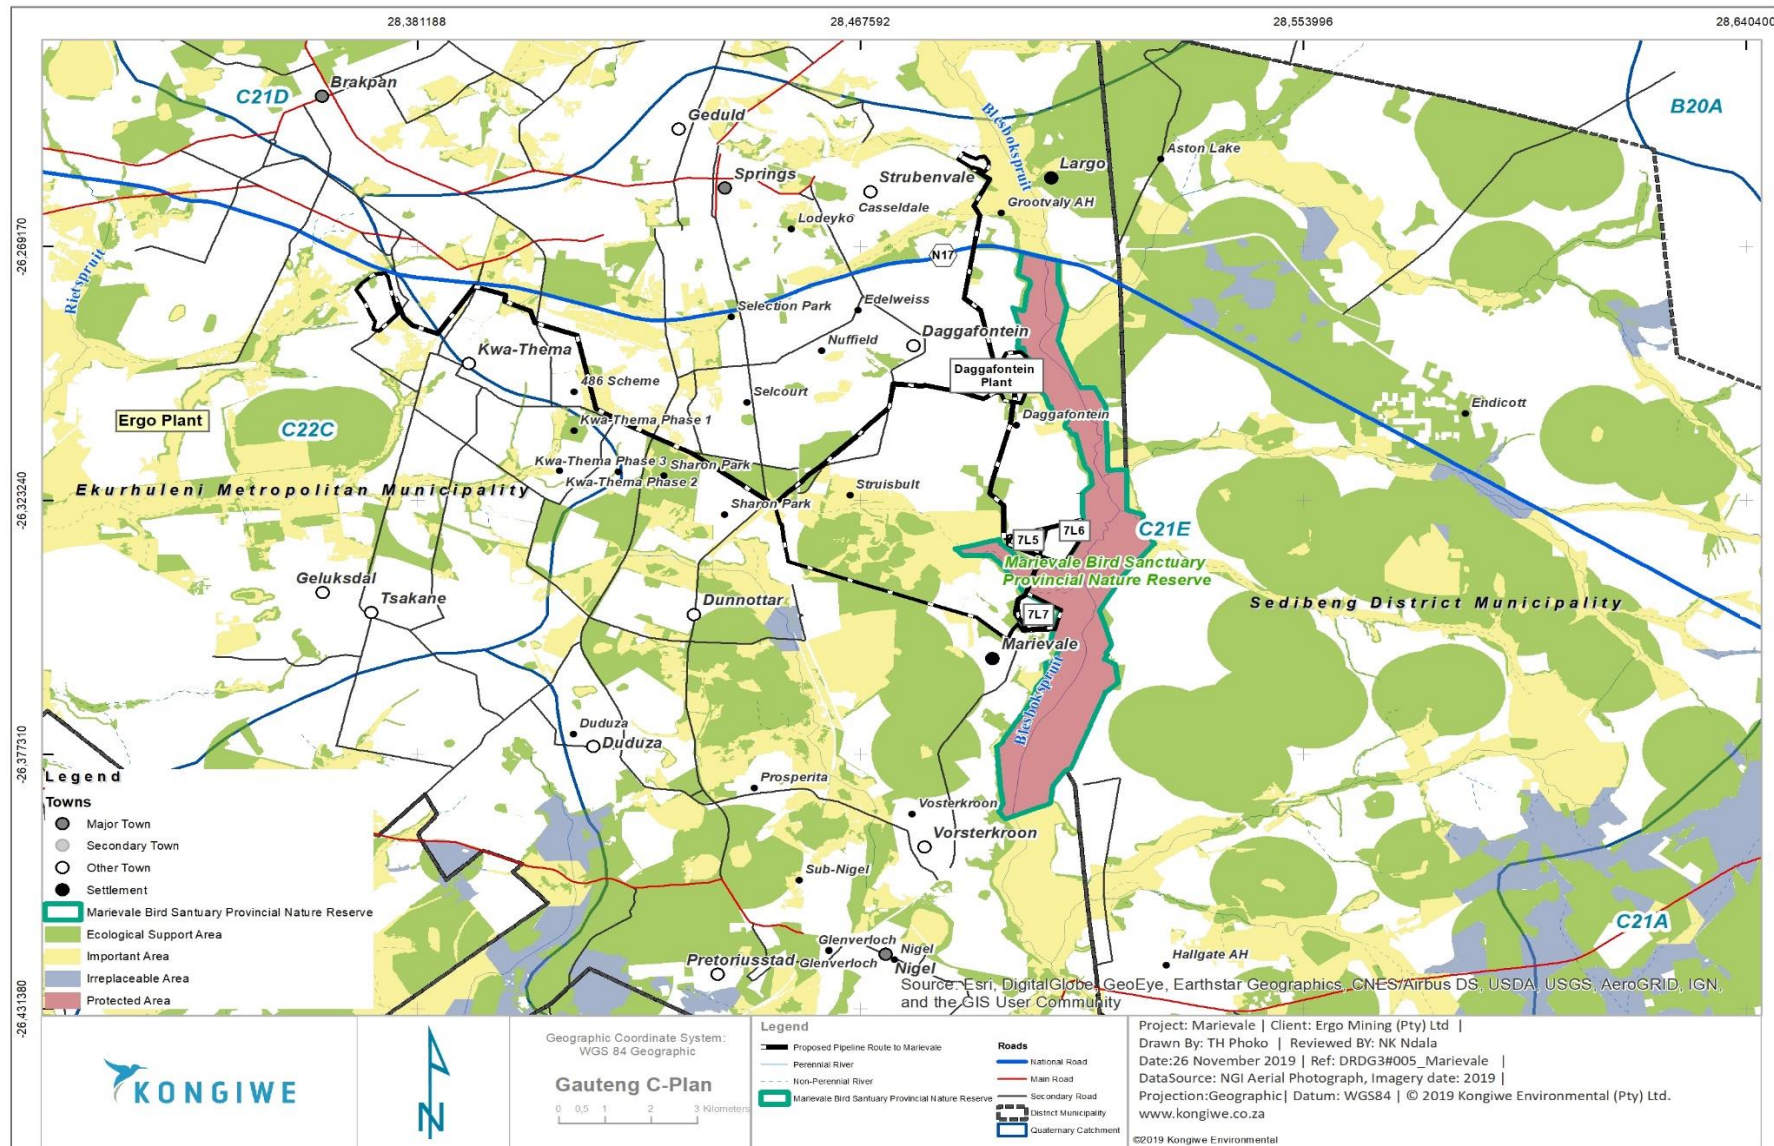 28,381188
28,467592
28,553996
28,640400
Brakpan
C21D
B20A
Geduld
Blesbokspruit
Aston Lake
Largo
Springs
Strubenvale
Casseldale
Grootvaly AH
Lodeyko
-26,269170
Rietspruit
N17
Selection Park
Edelweiss
Daggafontein
Nuffield
Kwa-Thema
Daggafontein
Plant
486 Scheme
Selcourt
Endicott
Ergo Plant
C22C
Kwa-Thema Phase 1
Daggafontein
Kwa-Thema Phase 3
Sharon Park
Kwa-Thema Phase 2
Ekurhuleni Metropolitan Municipality
-26,323240
Struisbult
Sharon Park
7L5
7L6
C21E
Marievale Bird Sanctuary
Provincial Nature Reserve
Geluksdal
Tsakane
Dunnottar
7L7
Sedibeng District Municipality
Marievale
Blesbokspruit
Duduza
Duduza
-26,377310
Prosperita
Vosterkroon
Vorsterkroon
Sub-Nigel
C21A
Glenverloch
Nigel
Pretoriusstad
Glenverloch
Nigel
Hallgate AH
-26,431380
Source: Esri, DigitalGlobe, GeoEye, Earthstar Geographics, CNES/Airbus DS, USDA, USGS, AeroGRID, IGN,
and the GIS User Community
Legend
Towns
Major Town
Secondary Town
Other Town
Settlement
Marievale Bird Santuary Provincial Nature Reserve
Ecological Support Area
Important Area
Irreplaceable Area
Protected Area
KONGIWE
N
Geographic Coordinate System:
WGS 84 Geographic
Gauteng C-Plan
0 0,5 1 2 3 Kilometers
Legend
Proposed Pipeline Route to Marievale
Perennial River
Non-Perennial River
Marievale Bird Santuary Provincial Nature Reserve
Roads
National Road
Main Road
Secondary Road
District Municipality
Quaternary Catchment
©2019 Kongiwe Environmental
Project: Marievale | Client: Ergo Mining (Pty) Ltd |
Drawn By: TH Phoko | Reviewed BY: NK Ndala
Date:26 November 2019 | Ref: DRDG3#005_Marievale |
DataSource: NGI Aerial Photograph, Imagery date: 2019 |
Projection:Geographic| Datum: WGS84 | © 2019 Kongiwe Environmental (Pty) Ltd.
www.kongiwe.co.za